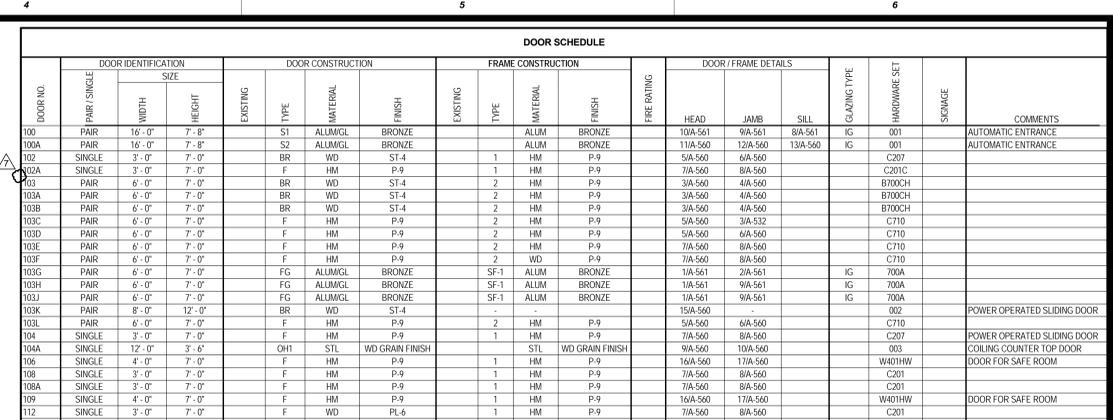 4 5 6
DOOR SCHEDULE
DOOR IDENTIFICATION DOOR CONSTRUCTION FRAME CONSTRUCTION DOOR / FRAME DETAILS
SIZE
DOOR NO. PAIR / SINGLE WIDTH HEIGHT EXISTING TYPE MATERIAL FINISH EXISTING TYPE MATERIAL FINISH FIRE RATING HEAD JAMB SILL GLAZING TYPE HARDWARE SET SIGNAGE COMMENTS
100 PAIR 16' - 0" 7' - 8" S1 ALUM/GL BRONZE ALUM BRONZE 10/A-561 9/A-561 8/A-561 IG 001 AUTOMATIC ENTRANCE
100A PAIR 16' - 0" 7' - 8" S2 ALUM/GL BRONZE ALUM BRONZE 11/A-560 12/A-560 13/A-560 IG 001 AUTOMATIC ENTRANCE
102 SINGLE 3' - 0" 7' - 0" BR WD ST-4 1 HM P-9 5/A-560 6/A-560 C207
7
102A SINGLE 3' - 0" 7' - 0" F HM P-9 1 HM P-9 7/A-560 8/A-560 C201C
103 PAIR 6' - 0" 7' - 0" BR WD ST-4 2 HM P-9 3/A-560 4/A-560 B700CH
103A PAIR 6' - 0" 7' - 0" BR WD ST-4 2 HM P-9 3/A-560 4/A-560 B700CH
103B PAIR 6' - 0" 7' - 0" BR WD ST-4 2 HM P-9 3/A-560 4/A-560 B700CH
103C PAIR 6' - 0" 7' - 0" F HM P-9 2 HM P-9 5/A-560 3/A-532 C710
103D PAIR 6' - 0" 7' - 0" F HM P-9 2 HM P-9 5/A-560 6/A-560 C710
103E PAIR 6' - 0" 7' - 0" F HM P-9 2 HM P-9 7/A-560 8/A-560 C710
103F PAIR 6' - 0" 7' - 0" F HM P-9 2 WD P-9 7/A-560 8/A-560 C710
103G PAIR 6' - 0" 7' - 0" FG ALUM/GL BRONZE SF-1 ALUM BRONZE 1/A-561 2/A-561 IG 700A
103H PAIR 6' - 0" 7' - 0" FG ALUM/GL BRONZE SF-1 ALUM BRONZE 1/A-561 9/A-561 IG 700A
103J PAIR 6' - 0" 7' - 0" FG ALUM/GL BRONZE SF-1 ALUM BRONZE 1/A-561 9/A-561 IG 700A
103K PAIR 8' - 0" 12' - 0" BR WD ST-4 - - 15/A-560 - 002 POWER OPERATED SLIDING DOOR
103L PAIR 6' - 0" 7' - 0" F HM P-9 2 HM P-9 5/A-560 6/A-560 C710
104 SINGLE 3' - 0" 7' - 0" F HM P-9 1 HM P-9 7/A-560 8/A-560 C207 POWER OPERATED SLIDING DOOR
104A SINGLE 12' - 0" 3' - 6" OH1 STL WD GRAIN FINISH STL WD GRAIN FINISH 9/A-560 10/A-560 003 COILING COUNTER TOP DOOR
106 SINGLE 4' - 0" 7' - 0" F HM P-9 1 HM P-9 16/A-560 17/A-560 W401HW DOOR FOR SAFE ROOM
108 SINGLE 3' - 0" 7' - 0" F HM P-9 1 HM P-9 7/A-560 8/A-560 C201
108A SINGLE 3' - 0" 7' - 0" F HM P-9 1 HM P-9 7/A-560 8/A-560 C201
109 SINGLE 4' - 0" 7' - 0" F HM P-9 1 HM P-9 16/A-560 17/A-560 W401HW DOOR FOR SAFE ROOM
112 SINGLE 3' - 0" 7' - 0" F WD PL-6 1 HM P-9 7/A-560 8/A-560 C201